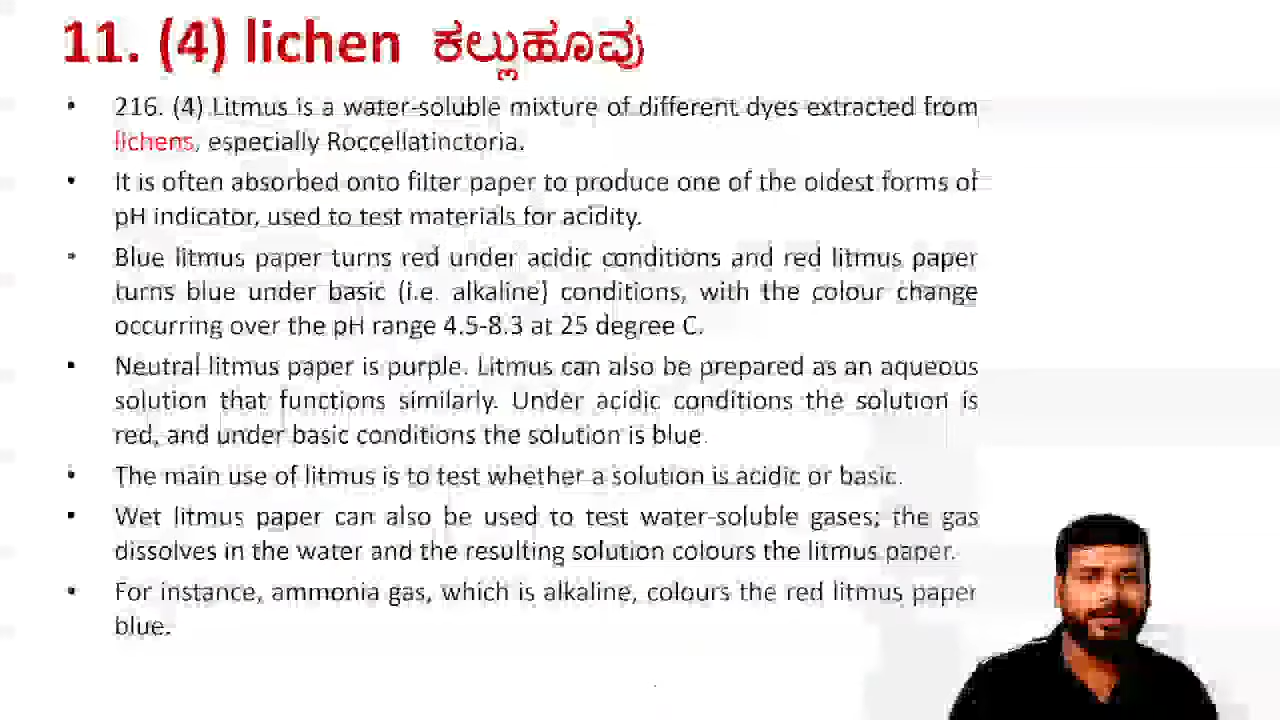 11. (4) lichen ಕಲ್ಲುಹೂವು
• 216. (4) Litmus is a water-soluble mixture of different dyes extracted from
lichens, especially Roccellatinctoria.
• It is often absorbed onto filter paper to produce one of the oldest forms of
pH indicator, used to test materials for acidity.
• Blue litmus paper turns red under acidic conditions and red litmus paper
turns blue under basic (i.e. alkaline) conditions, with the colour change
occurring over the pH range 4.5-8.3 at 25 degree C.
• Neutral litmus paper is purple. Litmus can also be prepared as an aqueous
solution that functions similarly. Under acidic conditions the solution is
red, and under basic conditions the solution is blue.
• The main use of litmus is to test whether a solution is acidic or basic.
• Wet litmus paper can also be used to test water-soluble gases; the gas
dissolves in the water and the resulting solution colours the litmus paper.
• For instance, ammonia gas, which is alkaline, colours the red litmus paper
blue.